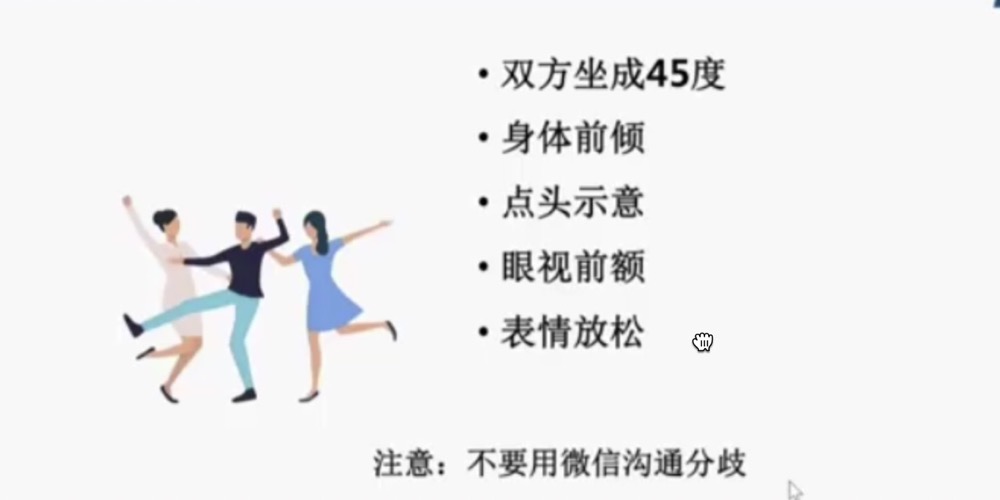 • 双方坐成45度
• 身体前倾
• 点头示意
• 眼视前额
• 表情放松
注意：不要用微信沟通分歧